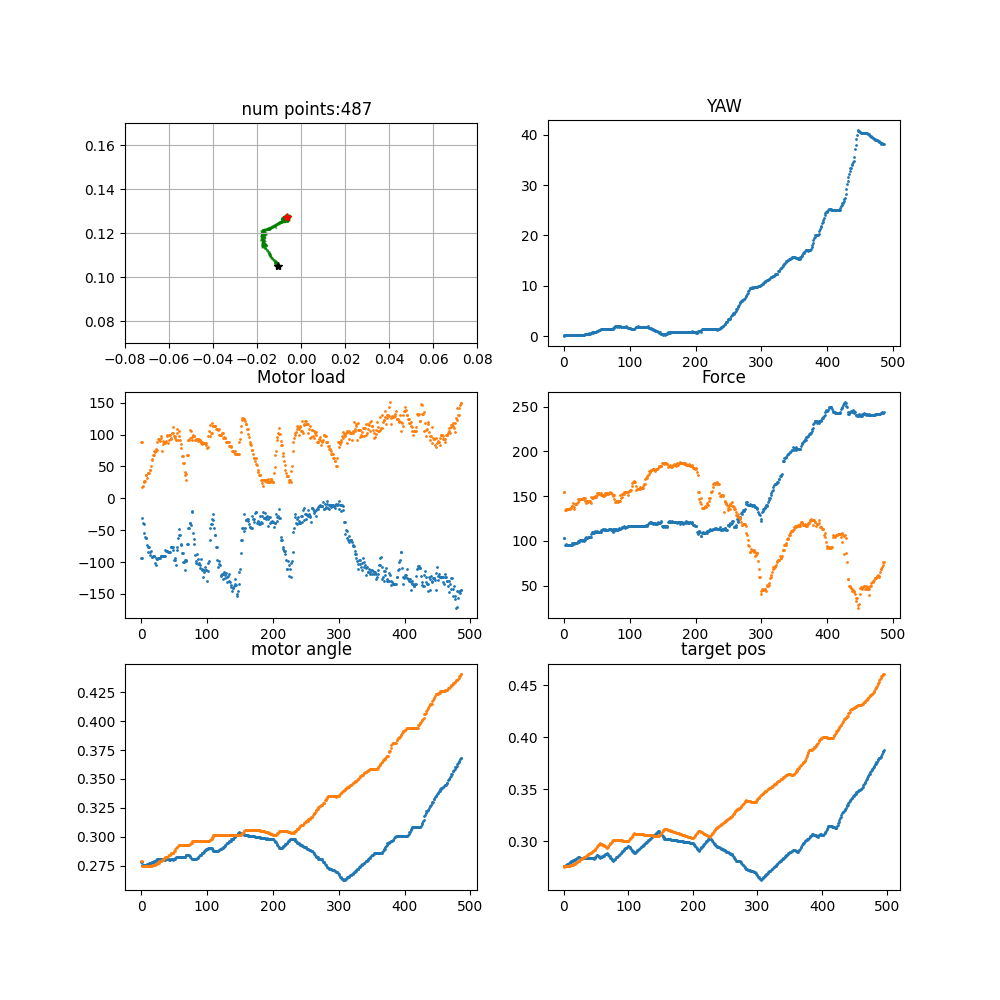 num points:487
0.16
0.14
0.12
0.10
0.08
−0.08 −0.06 −0.04 −0.02 0.00 0.02 0.04 0.06 0.08
YAW
40
30
20
10
0
0 100 200 300 400 500
Motor load
150
100
50
0
−50
−100
−150
0 100 200 300 400 500
Force
250
200
150
100
50
0 100 200 300 400 500
motor angle
0.425
0.400
0.375
0.350
0.325
0.300
0.275
0 100 200 300 400 500
target pos
0.45
0.40
0.35
0.30
0 100 200 300 400 500